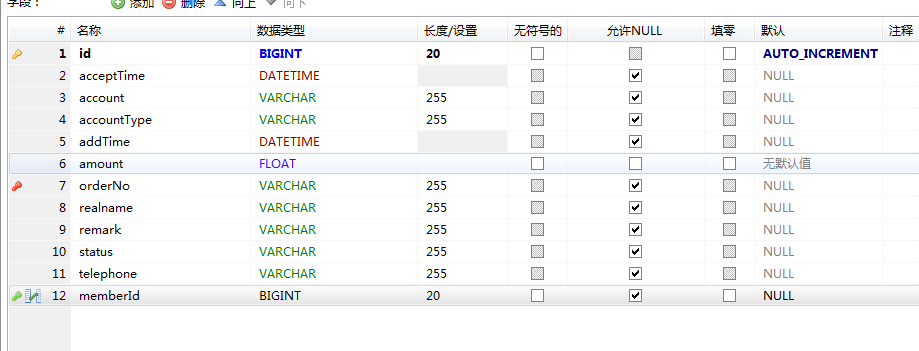 字段： 添加 删除 向上 向下
# 名称 数据类型 长度/设置 无符号的 允许NULL 填零 默认 注释
1 id BIGINT 20 AUTO_INCREMENT
2 acceptTime DATETIME NULL
3 account VARCHAR 255 NULL
4 accountType VARCHAR 255 NULL
5 addTime DATETIME NULL
6 amount FLOAT 无默认值
7 orderNo VARCHAR 255 NULL
8 realname VARCHAR 255 NULL
9 remark VARCHAR 255 NULL
10 status VARCHAR 255 NULL
11 telephone VARCHAR 255 NULL
12 memberId BIGINT 20 NULL